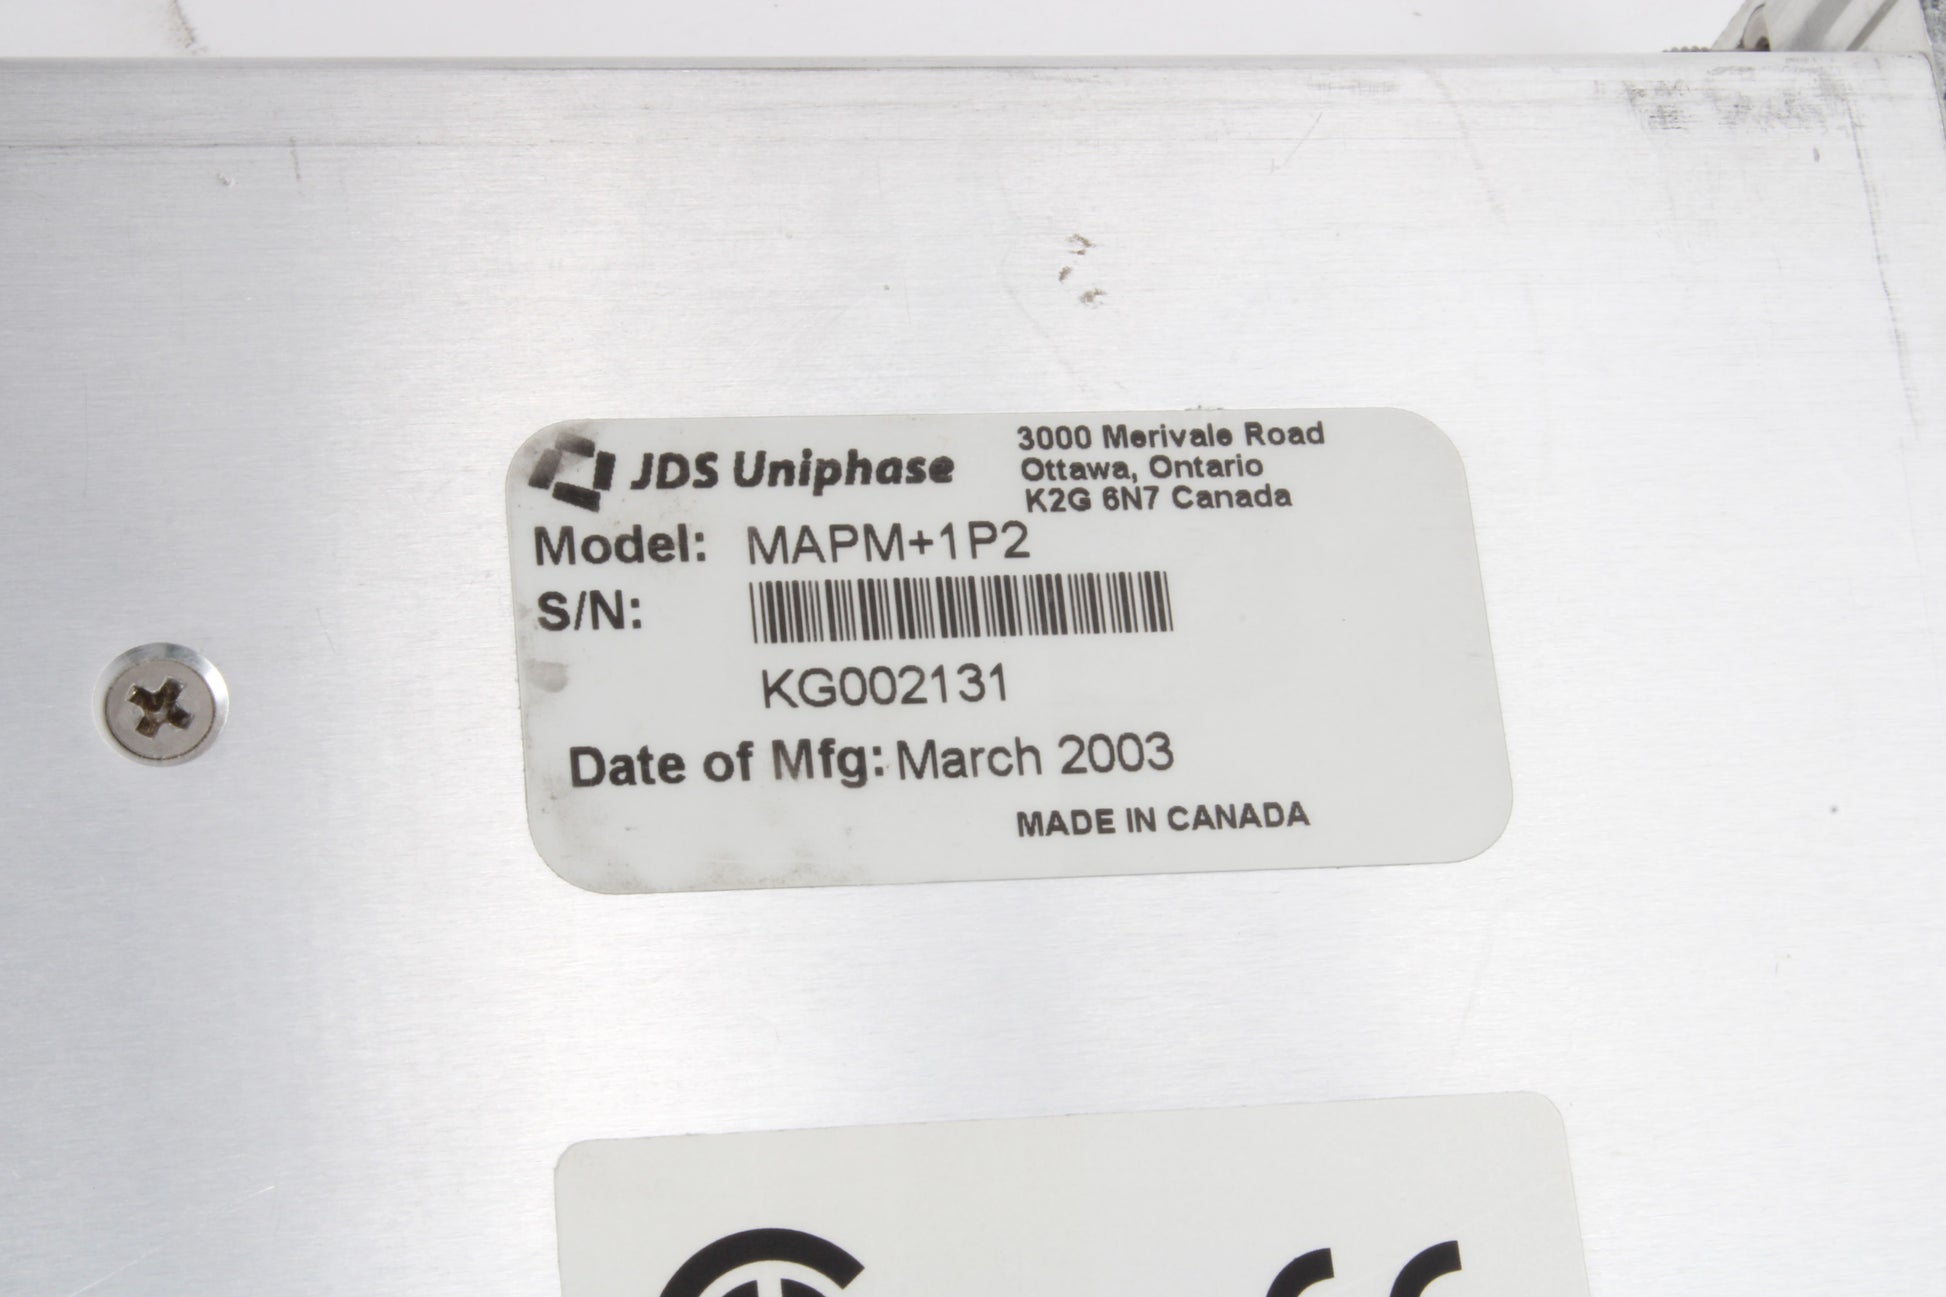 JDS Uniphase
3000 Merivale Road
Ottawa, Ontario
K2G 6N7 Canada
Model: MAPM+1P2
S/N:
KG002131
Date of Mfg: March 2003
MADE IN CANADA